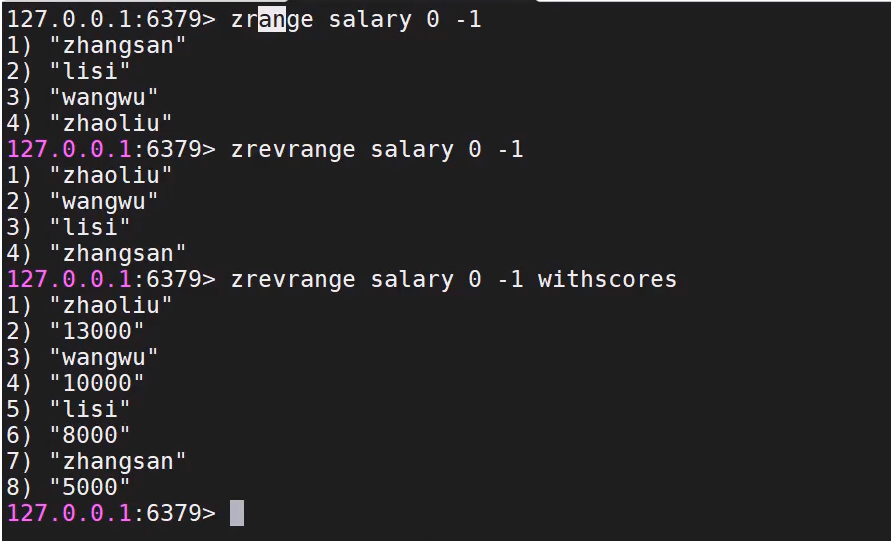 127.0.0.1:6379> zrange salary 0 -1
1) "zhangsan"
2) "lisi"
3) "wangwu"
4) "zhaoliu"
127.0.0.1:6379> zrevrange salary 0 -1
1) "zhaoliu"
2) "wangwu"
3) "lisi"
4) "zhangsan"
127.0.0.1:6379> zrevrange salary 0 -1 withscores
1) "zhaoliu"
2) "13000"
3) "wangwu"
4) "10000"
5) "lisi"
6) "8000"
7) "zhangsan"
8) "5000"
127.0.0.1:6379>